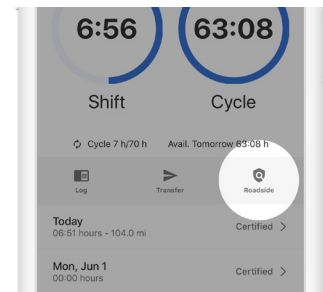 6:56 63:08
Shift Cycle
Cycle 7 h/70 h Avail. Tomorrow 63:08 h
Log Transfer Roadside
Today
06:51 hours - 104.0 mi Certified
Mon, Jun 1
00:00 hours Certified